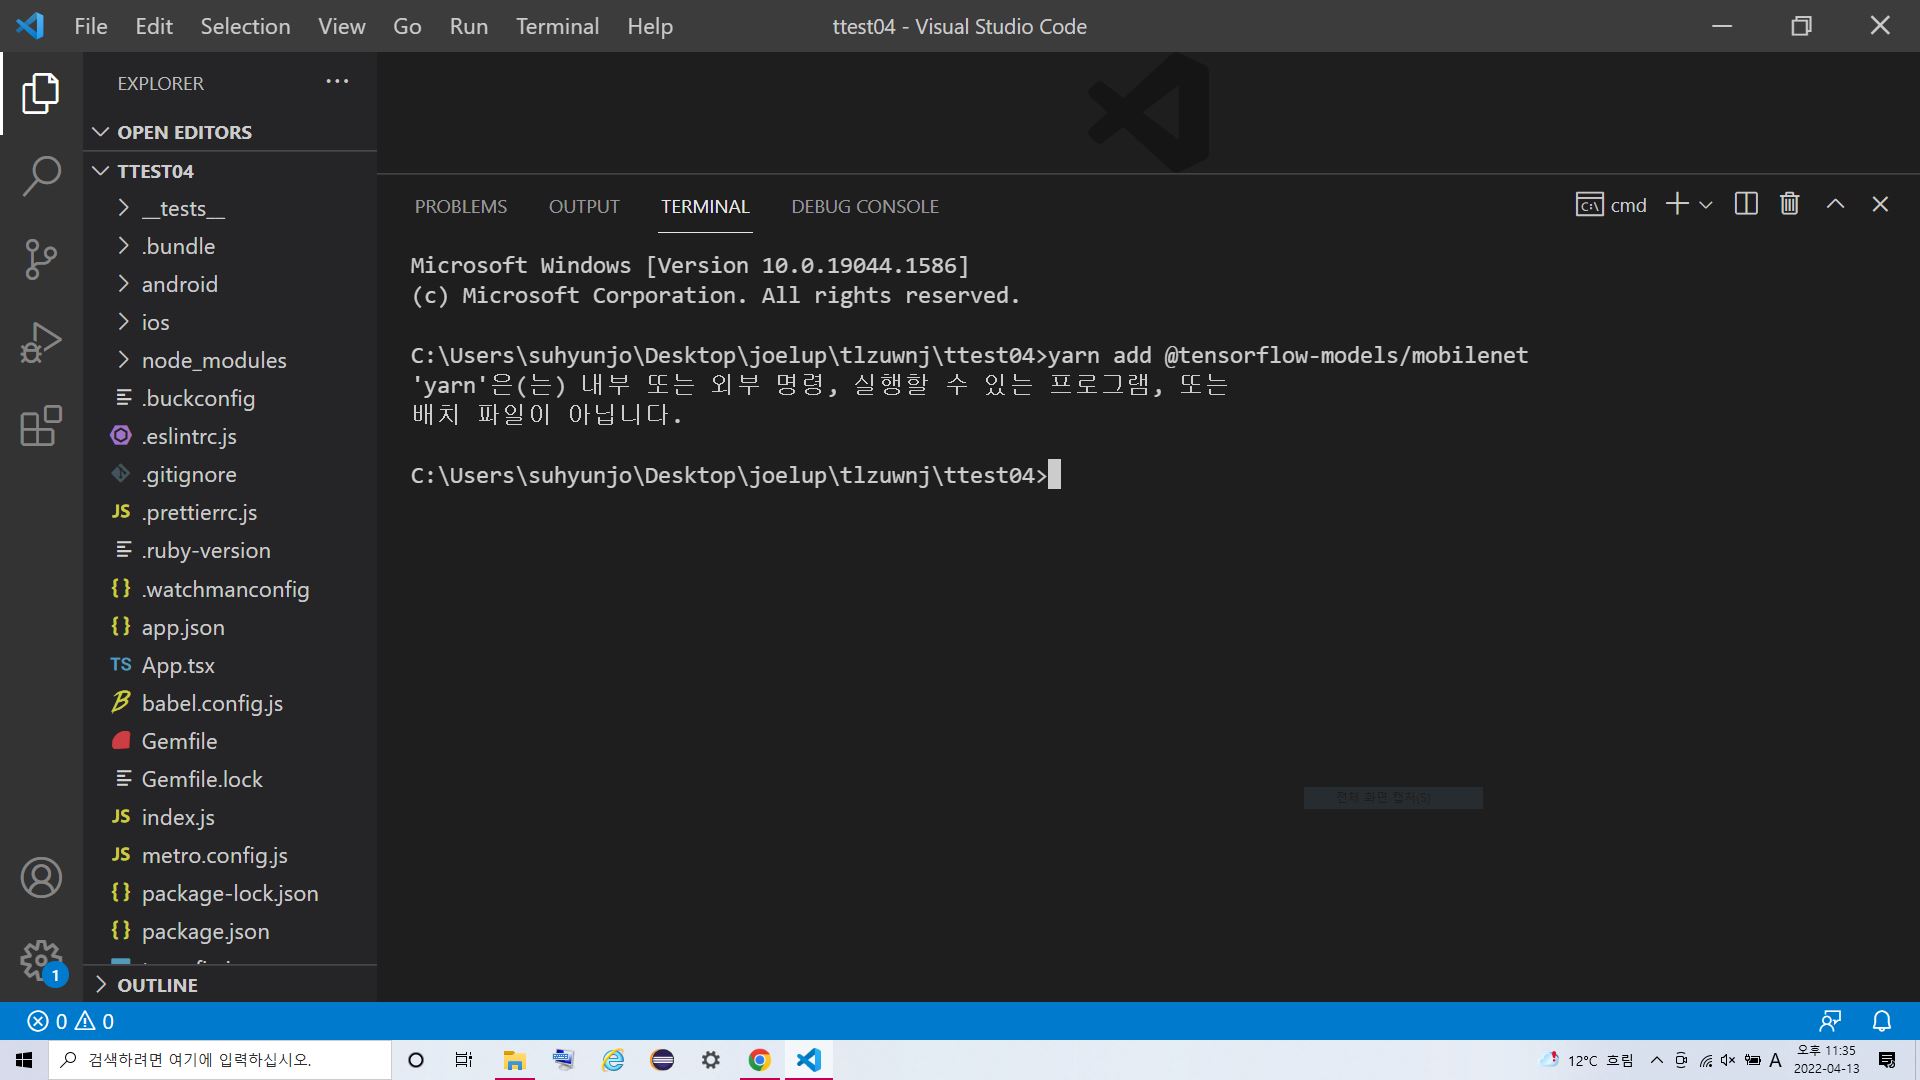 File Edit Selection View Go Run Terminal Help
ttest04 - Visual Studio Code
EXPLORER
OPEN EDITORS
TTEST04
__tests__
.bundle
android
ios
node_modules
.buckconfig
.eslintrc.js
.gitignore
JS .prettierrc.js
.ruby-version
{} .watchmanconfig
{} app.json
TS App.tsx
babel.config.js
Gemfile
Gemfile.lock
JS index.js
JS metro.config.js
{} package-lock.json
{} package.json
OUTLINE
PROBLEMS OUTPUT TERMINAL DEBUG CONSOLE
cmd
Microsoft Windows [Version 10.0.19044.1586]
(c) Microsoft Corporation. All rights reserved.
C:\Users\suhyunjo\Desktop\joelup\tlzuwnj\ttest04>yarn add @tensorflow-models/mobilenet
'yarn'은(는) 내부 또는 외부 명령, 실행할 수 있는 프로그램, 또는
배치 파일이 아닙니다.
C:\Users\suhyunjo\Desktop\joelup\tlzuwnj\ttest04>
전체 화면 캡처(S)
1
0 0
검색하려면 여기에 입력하십시오.
12°C 흐림
A
오후 11:35
2022-04-13